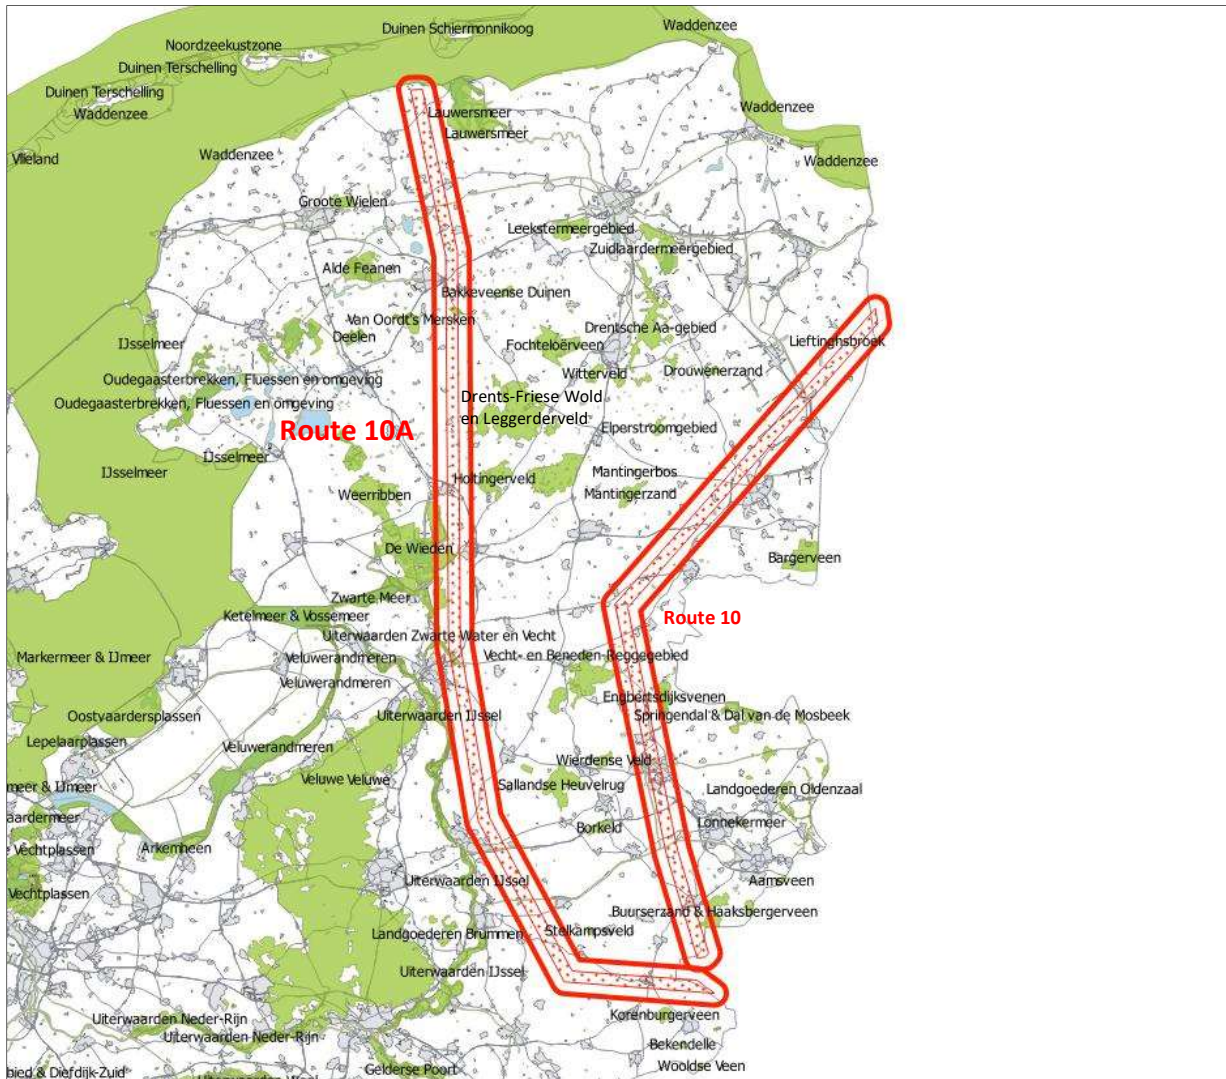 Waddenzee
Duinen Schiermonnikoog
Noordzeekustzone
Duinen Terschelling
Duinen Terschelling
Waddenzee
Waddenzee
Lauwersmeer
Lauwersmeer
Waddenzee
Vlieland
Waddenzee
Groote Wielen
Leekstermeergebied
Zuidlaardermeergebied
Alde Feanen
Bakkeveense Duinen
Van Oordt's Mersken
Deelen
Drentsche Aa-gebied
Fochteloërveen
IJsselmeer
Lieftinghsbroek
Witterveld
Drouwenerzand
Oudegaasterbrekken, Fluessen en omgeving
Oudegaasterbrekken, Fluessen en omgeving
Drents-Friese Wold
en Leggerderveld
Route 10A
Elperstroomgebied
IJsselmeer
IJsselmeer
Mantingerbos
Holtingerveld
Mantingerzand
Weerribben
De Wieden
Bargerveen
Zwarte Meer
Ketelmeer & Vossemeer
Route 10
Uiterwaarden Zwarte Water en Vecht
Markermeer & IJmeer
Veluwerandmeren
Vecht- en Beneden-Reggegebied
Veluwerandmeren
Engbertsdijksvenen
Oostvaardersplassen
Uiterwaarden IJssel
Springendal & Dal van de Mosbeek
Lepelaarplassen
Veluwerandmeren
Wierdense Veld
Veluwe Veluwe
Sallandse Heuvelrug
meer & IJmeer
Landgoederen Oldenzaal
aardermeer
Borkeld
Lonnekermeer
e Vechtplassen
Arkemheen
Uiterwaarden IJssel
Aamsveen
Vechtplassen
Buurserzand & Haaksbergerveen
Landgoederen Brummen
Stelkampsveld
Uiterwaarden IJssel
Uiterwaarden Neder-Rijn
Korenburgerveen
Uiterwaarden Neder-Rijn
Bekendelle
Gelderse Poort
Wooldse Veen
bied & Diefdijk-Zuid